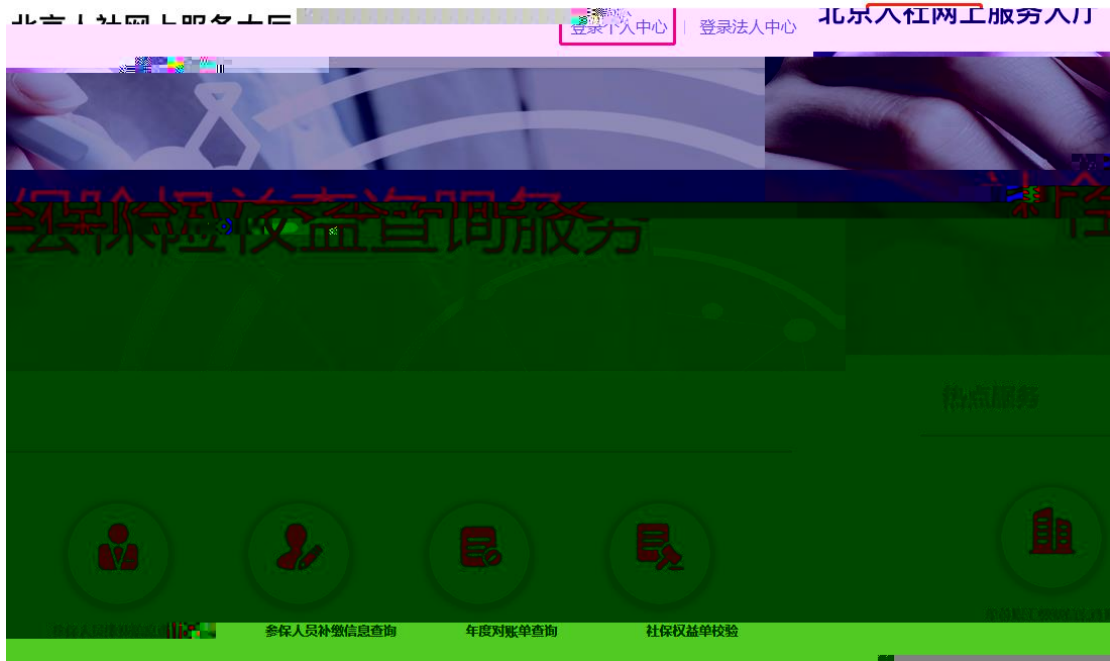 北京人社网上服务大厅
登录个人中心 | 登录法人中心
北京人社网上服务大厅
会保险权益查询服务
社会
热点服务
参保人员补缴信息查询
年度对账单查询
社保权益单校验